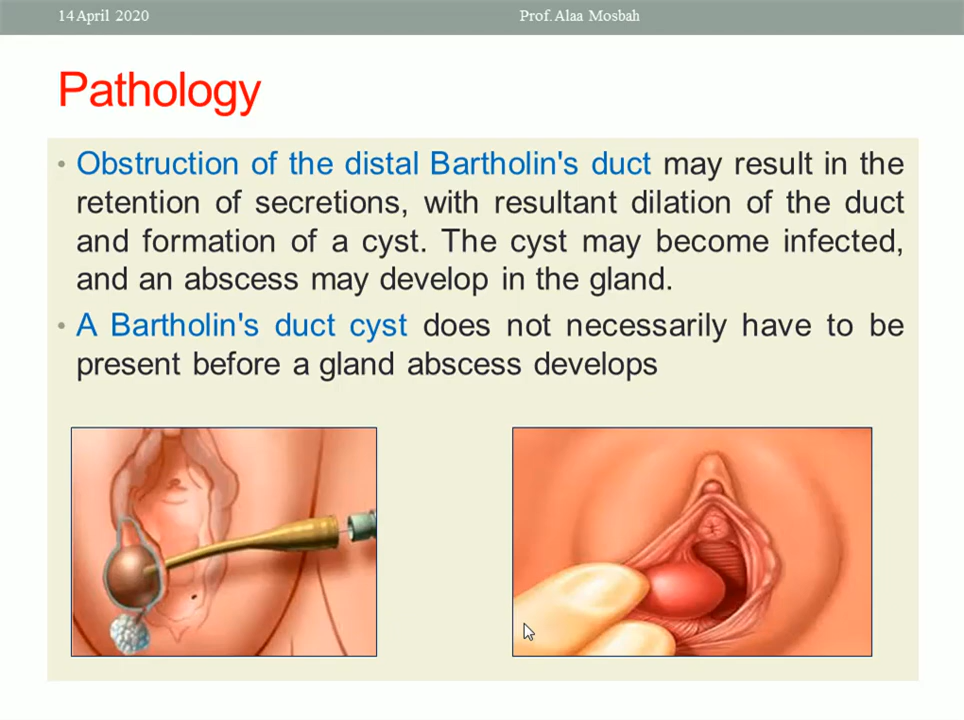 14 April 2020
Prof. Alaa Mosbah
Pathology
• Obstruction of the distal Bartholin's duct may result in the
retention of secretions, with resultant dilation of the duct
and formation of a cyst. The cyst may become infected,
and an abscess may develop in the gland.
• A Bartholin's duct cyst does not necessarily have to be
present before a gland abscess develops